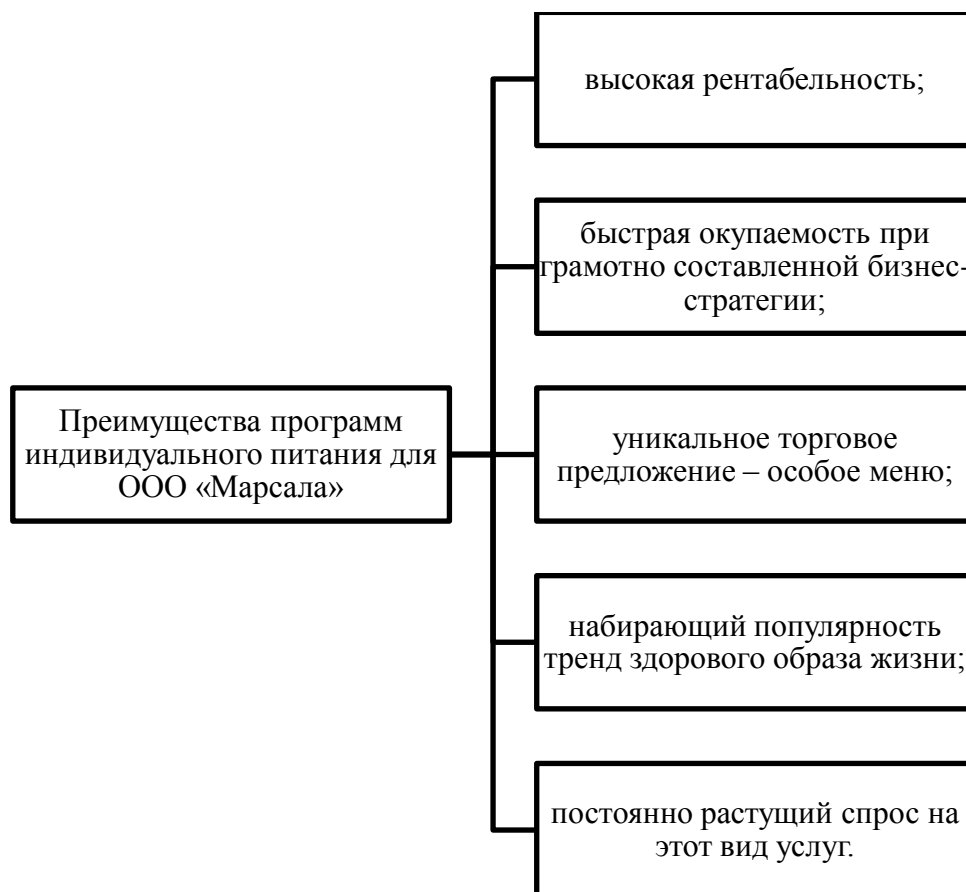 высокая рентабельность;
быстрая окупаемость при
грамотно составленной бизнес-
стратегии;
Преимущества программ
индивидуального питания для
ООО «Марсала»
уникальное торговое
предложение – особое меню;
набирающий популярность
тренд здорового образа жизни;
постоянно растущий спрос на
этот вид услуг.